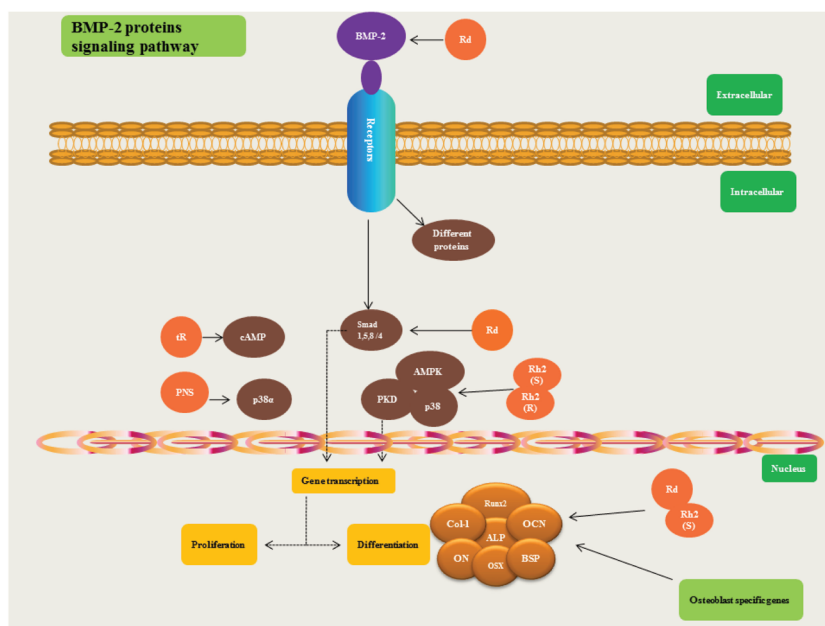 BMP-2 proteins
signaling pathway
BMP-2
Rd
Extracellular
Receptors
Intracellular
Different
proteins
tR
cAMP
Smad
1,5,8 /4
Rd
AMPK
Rh2
(S)
PNS
p38α
PKD
p38
Rh2
(R)
Nucleus
Gene transcription
Runx2
Rd
Rh2
(S)
Col-1
OCN
ALP
Proliferation
Differentiation
ON
OSX
BSP
Osteoblast specific genes